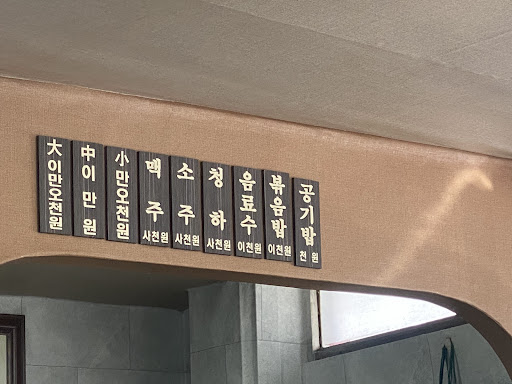 大 이만오천원
中 이만원
小 만오천원
맥주 사천원
소주 사천원
청하 사천원
음료수 이천원
볶음밥 이천원
공기밥 천원